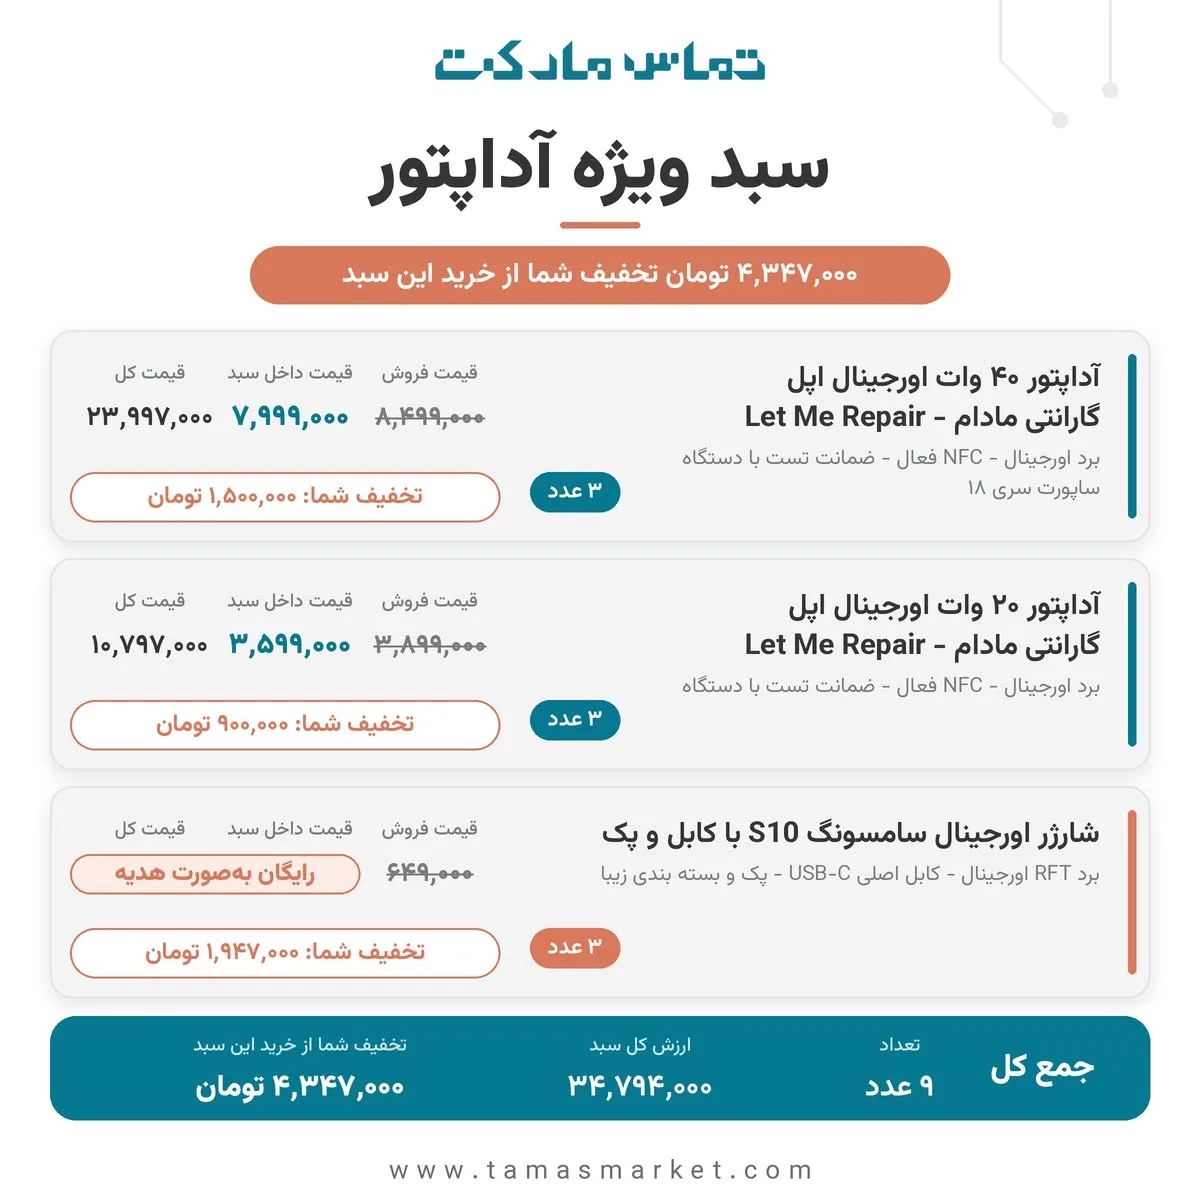 تماس مارکت
سبد ویژه آداپتور
۴,۳۴۷,۰۰۰ تومان تخفیف شما از خرید این سبد
آداپتور ۴۰ وات اورجینال اپل
گارانتی مادام - Let Me Repair
برد اورجینال - NFC فعال - ضمانت تست با دستگاه
ساپورت سری ۱۸
۳ عدد
قیمت فروش قیمت داخل سبد قیمت کل
۸,۴۹۹,۰۰۰ ۷,۹۹۹,۰۰۰ ۲۳,۹۹۷,۰۰۰
تخفیف شما: ۱,۵۰۰,۰۰۰ تومان
آداپتور ۲۰ وات اورجینال اپل
گارانتی مادام - Let Me Repair
برد اورجینال - NFC فعال - ضمانت تست با دستگاه
۳ عدد
قیمت فروش قیمت داخل سبد قیمت کل
۳,۸۹۹,۰۰۰ ۳,۵۹۹,۰۰۰ ۱۰,۷۹۷,۰۰۰
تخفیف شما: ۹۰۰,۰۰۰ تومان
شارژر اورجینال سامسونگ S10 با کابل و پک
برد RFT اورجینال - کابل اصلی USB-C - پک و بسته بندی زیبا
۳ عدد
قیمت فروش قیمت داخل سبد قیمت کل
۶۴۹,۰۰۰ رایگان به‌صورت هدیه
تخفیف شما: ۱,۹۴۷,۰۰۰ تومان
جمع کل
تعداد ارزش کل سبد تخفیف شما از خرید این سبد
۹ عدد ۳۴,۷۹۴,۰۰۰ ۴,۳۴۷,۰۰۰ تومان
www.tamasmarket.com